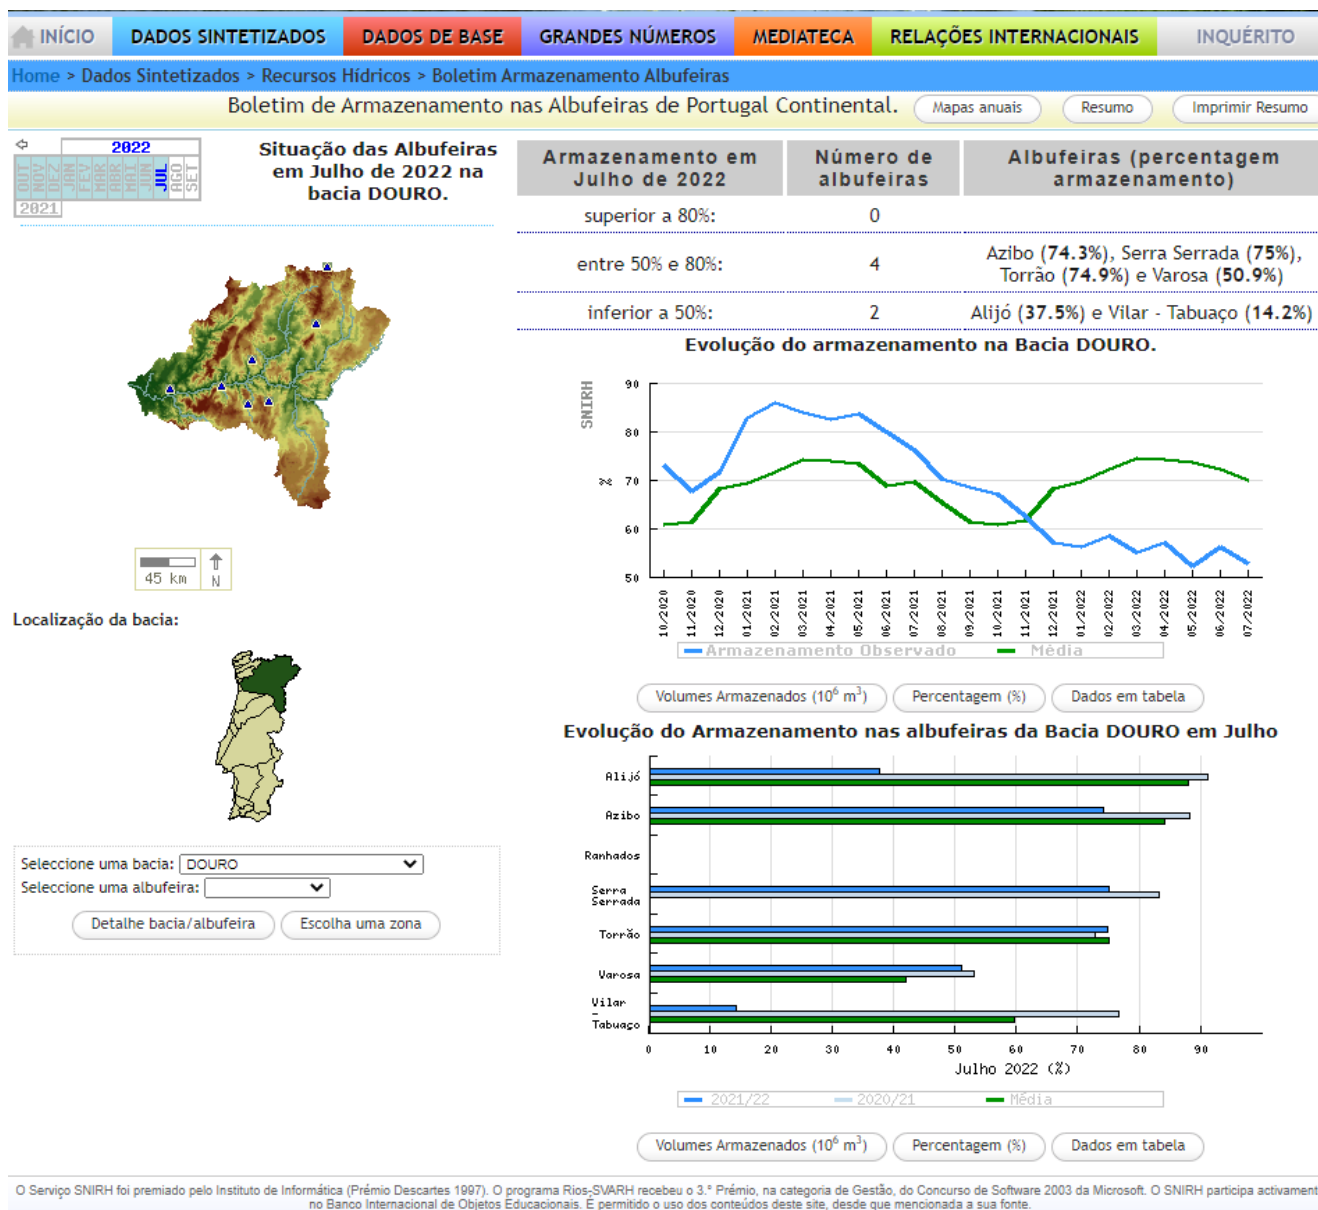 INÍCIO DADOS SINTETIZADOS DADOS DE BASE GRANDES NÚMEROS MEDIATECA RELAÇÕES INTERNACIONAIS INQUÉRITO
Home > Dados Sintetizados > Recursos Hídricos > Boletim Armazenamento Albufeiras
Boletim de Armazenamento nas Albufeiras de Portugal Continental. Mapas anuais Resumo Imprimir Resumo
2022
OUT NOV DEZ JAN FEV MAR ABR MAI JUN JUL AGO SET
2021
Situação das Albufeiras
em Julho de 2022 na
bacia DOURO.
45 km N
Localização da bacia:
Seleccione uma bacia: DOURO
Seleccione uma albufeira:
Detalhe bacia/albufeira Escolha uma zona
Armazenamento em Julho de 2022 Número de albufeiras Albufeiras (percentagem armazenamento)
superior a 80%: 0
entre 50% e 80%: 4 Azibo (74.3%), Serra Serrada (75%),
Torrão (74.9%) e Varosa (50.9%)
inferior a 50%: 2 Alijó (37.5%) e Vilar - Tabuaço (14.2%)
Evolução do armazenamento na Bacia DOURO.
SNIRH
%
90
80
70
60
50
10/2020 11/2020 12/2020 01/2021 02/2021 03/2021 04/2021 05/2021 06/2021 07/2021 08/2021 09/2021 10/2021 11/2021 12/2021 01/2022 02/2022 03/2022 04/2022 05/2022 06/2022 07/2022
Armazenamento Observado Média
Volumes Armazenados (10⁶ m³) Percentagem (%) Dados em tabela
Evolução do Armazenamento nas albufeiras da Bacia DOURO em Julho
Alijó
Azibo
Ranhados
Serra
Serrada
Torrão
Varosa
Vilar
-
Tabuaço
0 10 20 30 40 50 60 70 80 90
Julho 2022 (%)
2021/22 2020/21 Média
Volumes Armazenados (10⁶ m³) Percentagem (%) Dados em tabela
O Serviço SNIRH foi premiado pelo Instituto de Informática (Prémio Descartes 1997). O programa Rios-SVARH recebeu o 3.º Prémio, na categoria de Gestão, do Concurso de Software 2003 da Microsoft. O SNIRH participa activament
no Banco Internacional de Objetos Educacionais. É permitido o uso dos conteúdos deste site, desde que mencionada a sua fonte.